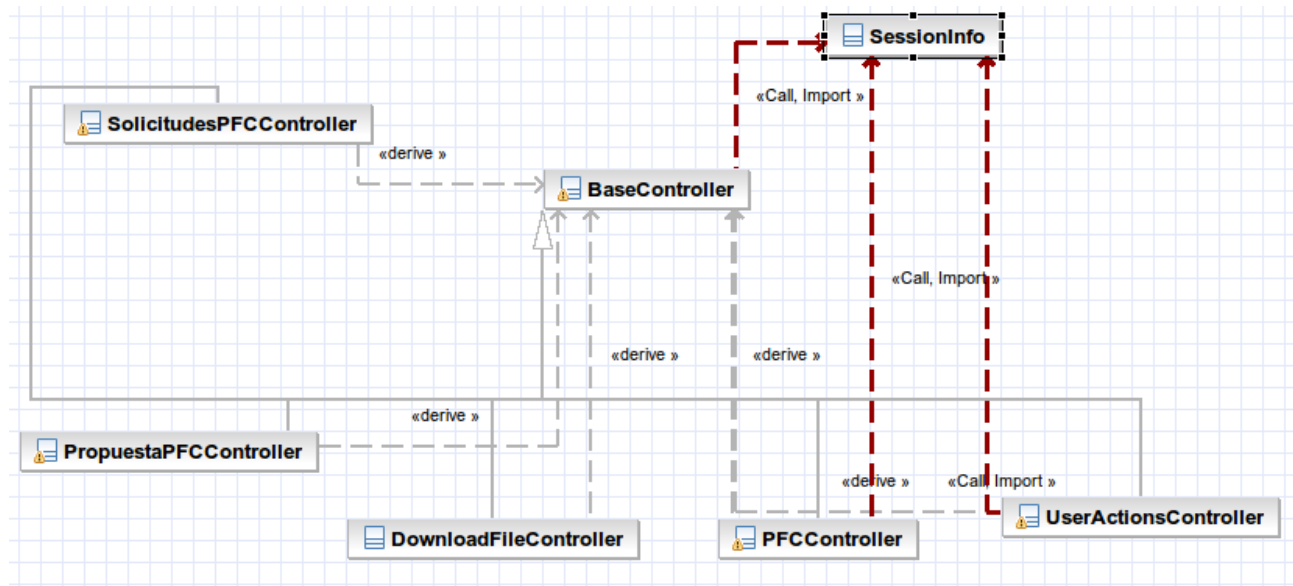 SessionInfo
«Call, Import »
SolicitudesPFCController
«derive »
BaseController
«Call, Import »
«derive »
«derive »
«derive »
PropuestaPFCController
«derive »
«Call, Import »
UserActionsController
DownloadFileController
PFCController